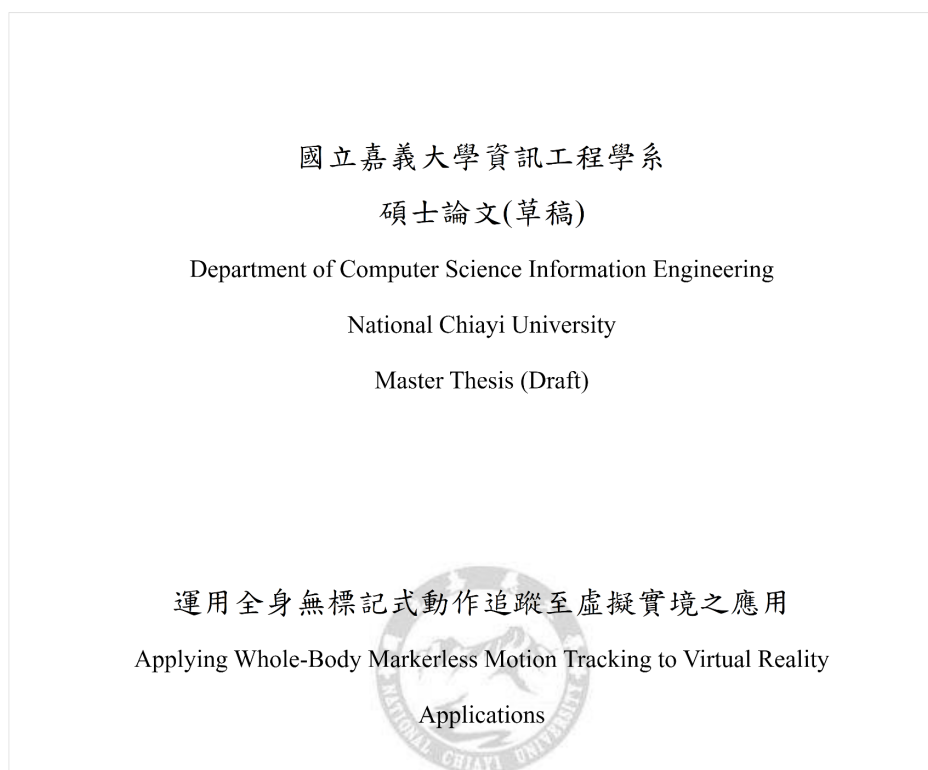 國立嘉義大學資訊工程學系
碩士論文(草稿)
Department of Computer Science Information Engineering
National Chiayi University
Master Thesis (Draft)
運用全身無標記式動作追蹤至虛擬實境之應用
Applying Whole-Body Markerless Motion Tracking to Virtual Reality
Applications
NATIONAL CHIAYI UNIVERSITY